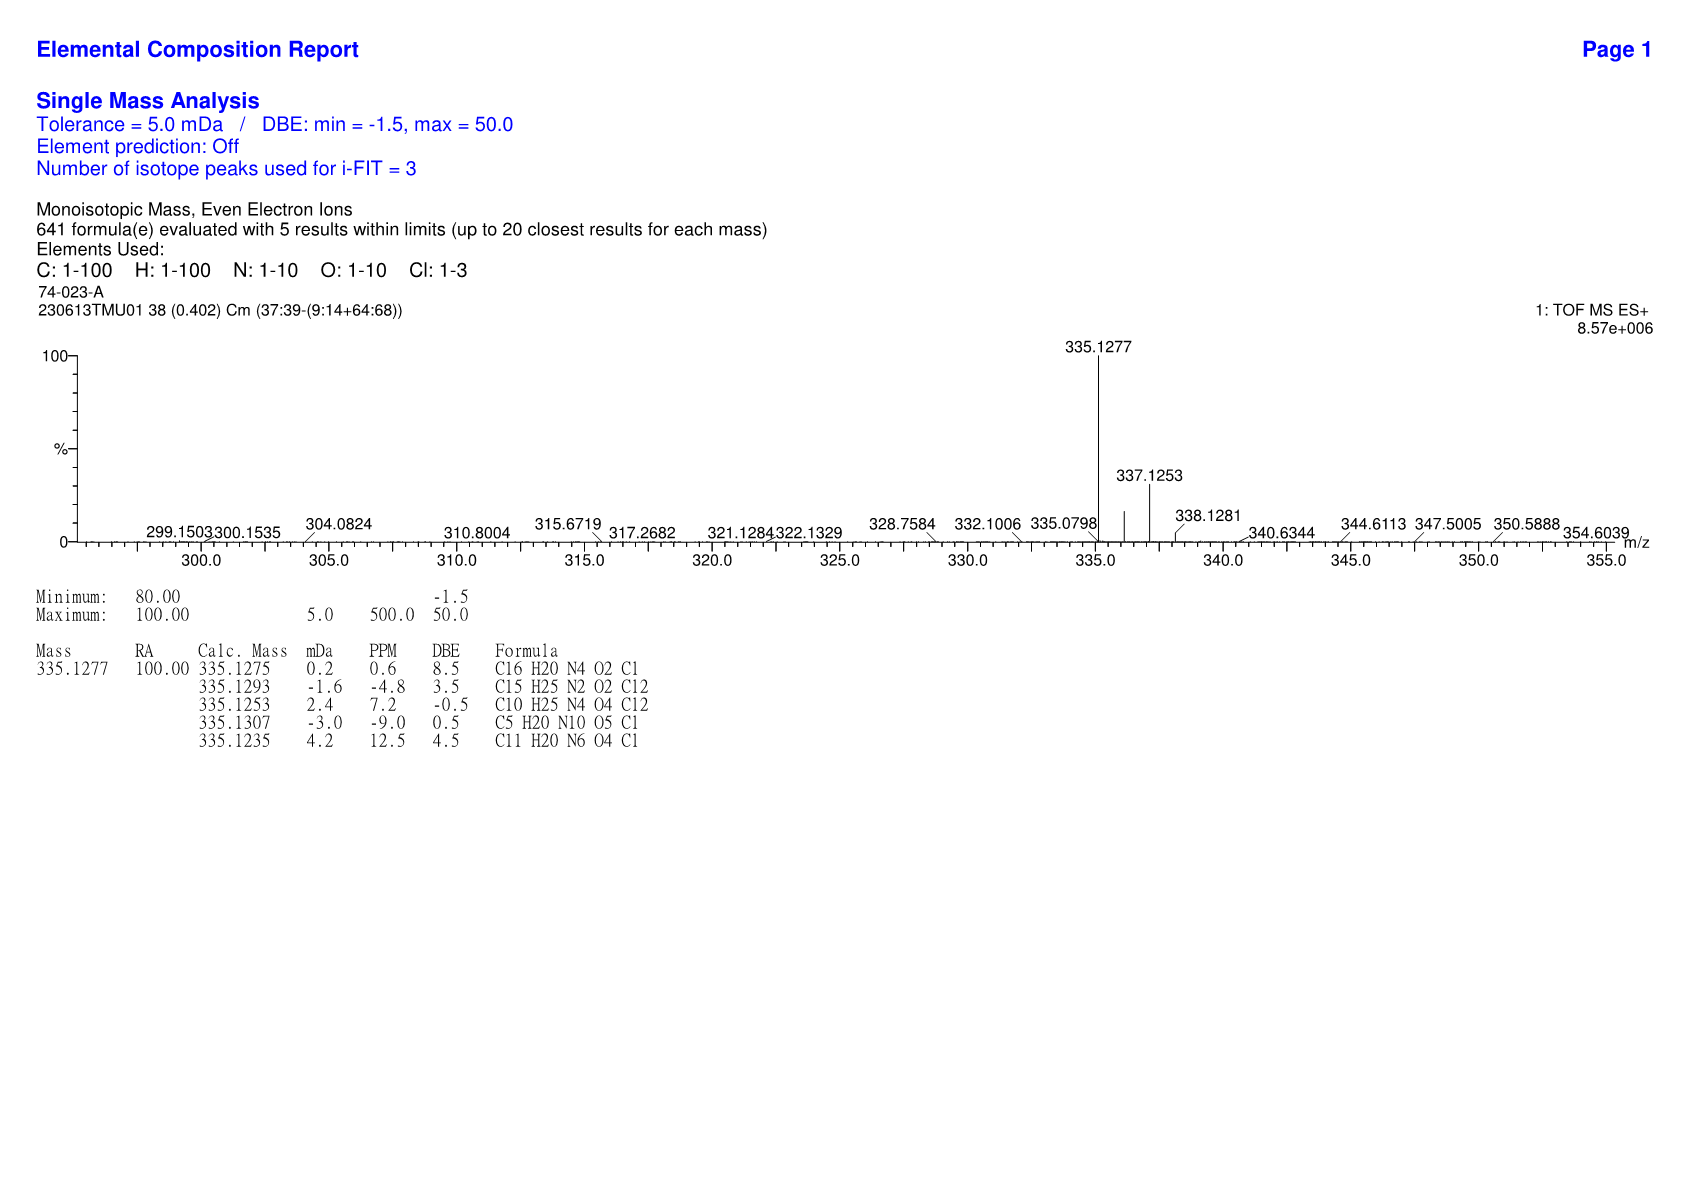 Elemental Composition Report Page 1
Single Mass Analysis
Tolerance = 5.0 mDa / DBE: min = -1.5, max = 50.0
Element prediction: Off
Number of isotope peaks used for i-FIT = 3
Monoisotopic Mass, Even Electron Ions
641 formula(e) evaluated with 5 results within limits (up to 20 closest results for each mass)
Elements Used:
C: 1-100 H: 1-100 N: 1-10 O: 1-10 Cl: 1-3
74-023-A
230613TMU01 38 (0.402) Cm (37:39-(9:14+64:68)) 1: TOF MS ES+
8.57e+006
335.1277
100
337.1253
%
338.1281
299.1503 300.1535 304.0824 310.8004 315.6719 317.2682 321.1284 322.1329 328.7584 332.1006 335.0798 340.6344 344.6113 347.5005 350.5888 354.6039
0 m/z
300.0 305.0 310.0 315.0 320.0 325.0 330.0 335.0 340.0 345.0 350.0 355.0
Minimum: 80.00 -1.5
Maximum: 100.00 5.0 500.0 50.0
Mass RA Calc. Mass mDa PPM DBE Formula
335.1277 100.00 335.1275 0.2 0.6 8.5 C16 H20 N4 O2 Cl
335.1293 -1.6 -4.8 3.5 C15 H25 N2 O2 Cl2
335.1253 2.4 7.2 -0.5 C10 H25 N4 O4 Cl2
335.1307 -3.0 -9.0 0.5 C5 H20 N10 O5 Cl
335.1235 4.2 12.5 4.5 C11 H20 N6 O4 Cl